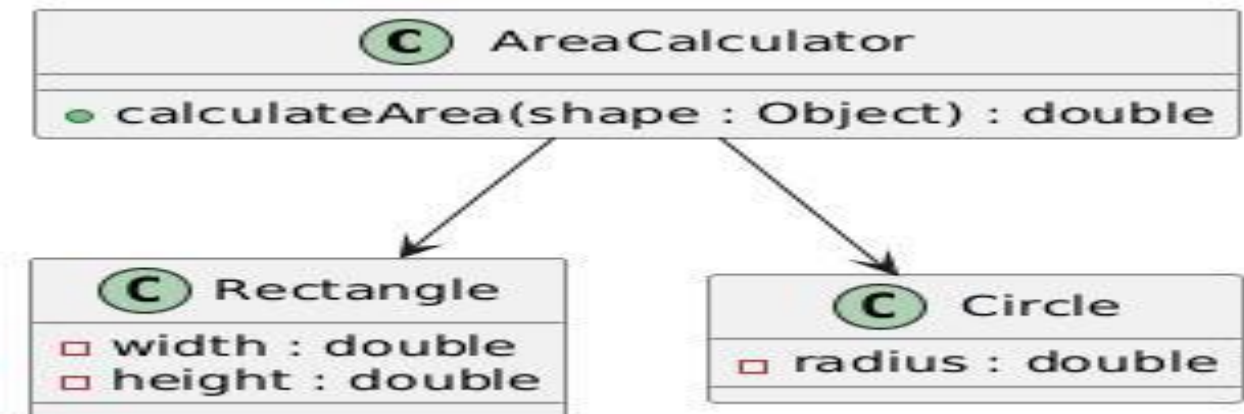 C AreaCalculator
calculateArea(shape : Object) : double
C Rectangle
width : double
height : double
C Circle
radius : double